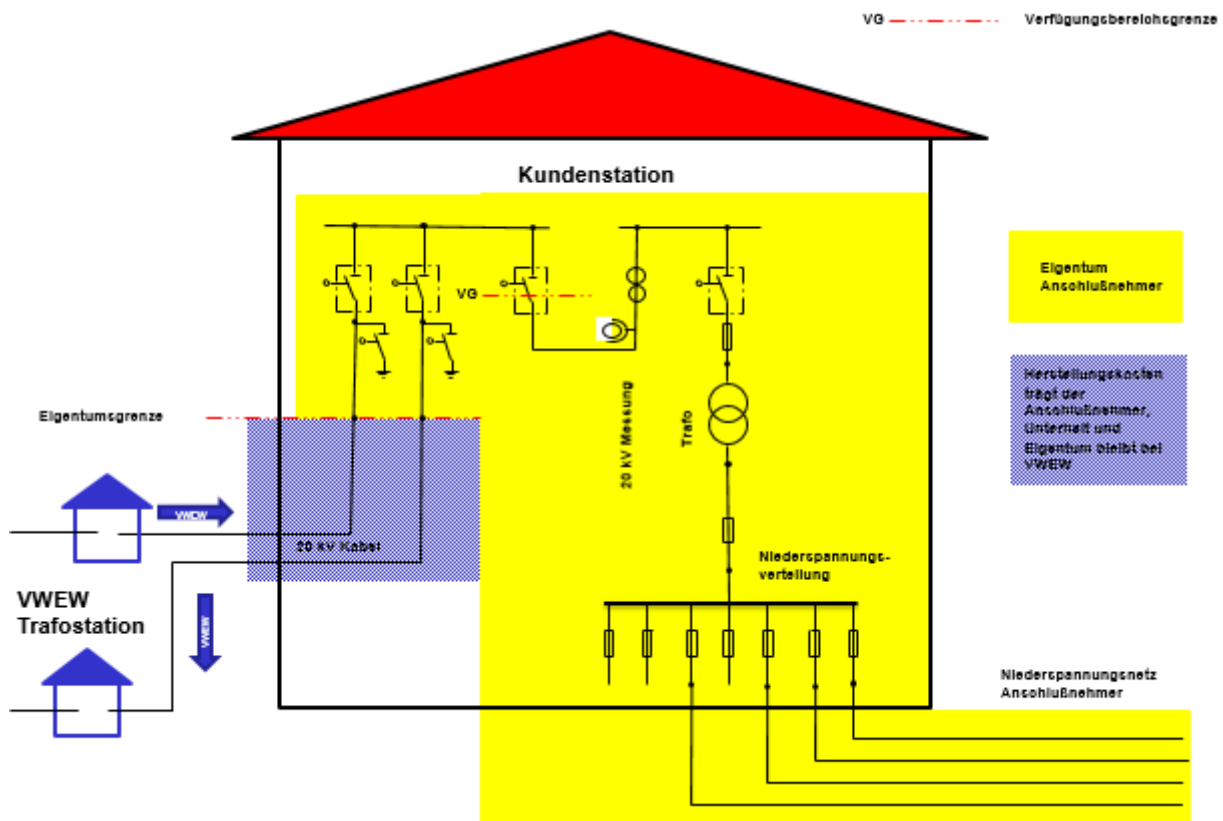 VG
Verfügungsbereichsgrenze
Kundenstation
VG
Eigentum
Anschlußnehmer
Herstellungskosten
trägt der
Anschlußnehmer,
Unterhalt und
Eigentum bleibt bei
VWEW
Eigentumsgrenze
20 kV Messung
Trafo
VWEW
20 kV Kabel
Niederspannungs-
verteilung
VWEW
Trafostation
VWEW
Niederspannungsnetz
Anschlußnehmer